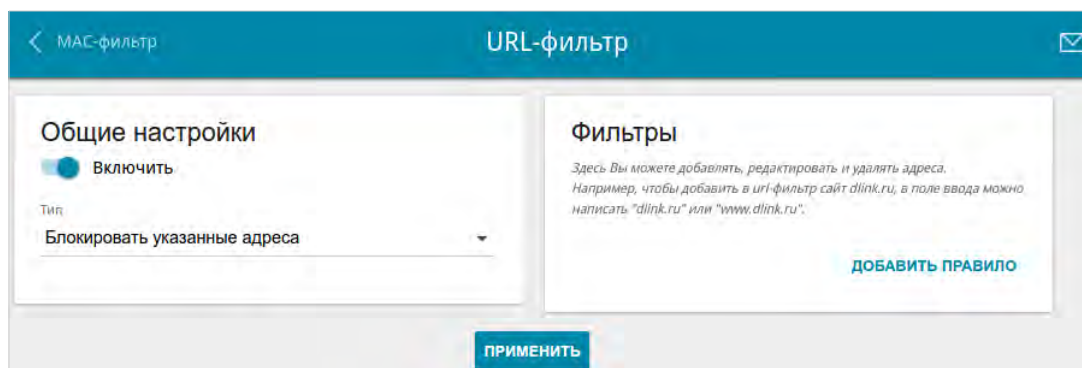 МАС-фильтр
URL-фильтр
Общие настройки
Включить
Тип
Блокировать указанные адреса
Фильтры
Здесь Вы можете добавлять, редактировать и удалять адреса.
Например, чтобы добавить в url-фильтр сайт dlink.ru, в поле ввода можно
написать "dlink.ru" или "www.dlink.ru".
ДОБАВИТЬ ПРАВИЛО
ПРИМЕНИТЬ